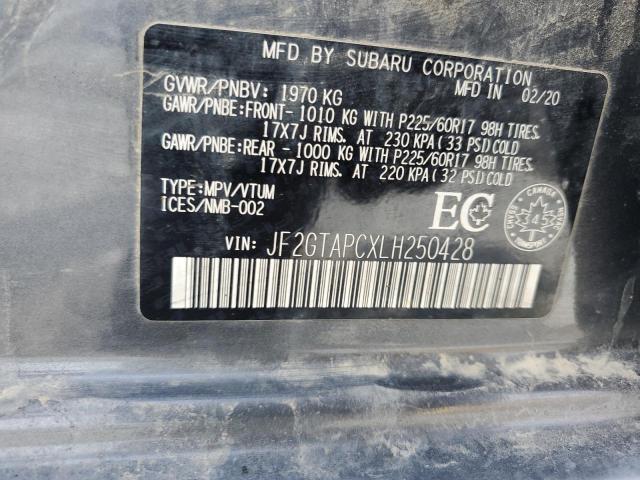 MFD BY SUBARU CORPORATION
MFD IN 02/20
GVWR/PNBV: 1970 KG
GAWR/PNBE:FRONT- 1010 KG WITH P225/60R17 98H TIRES.
17X7J RIMS. AT 230 KPA(33 PSI)COLD
GAWR/PNBE:REAR - 1000 KG WITH P225/60R17 98H TIRES.
17X7J RIMS. AT 220 KPA(32 PSI)COLD
TYPE:MPV/VTUM
ICES/NMB-002
EC
CANADA
345
TRANSPORT
VIN: JF2GTAPCXLH250428